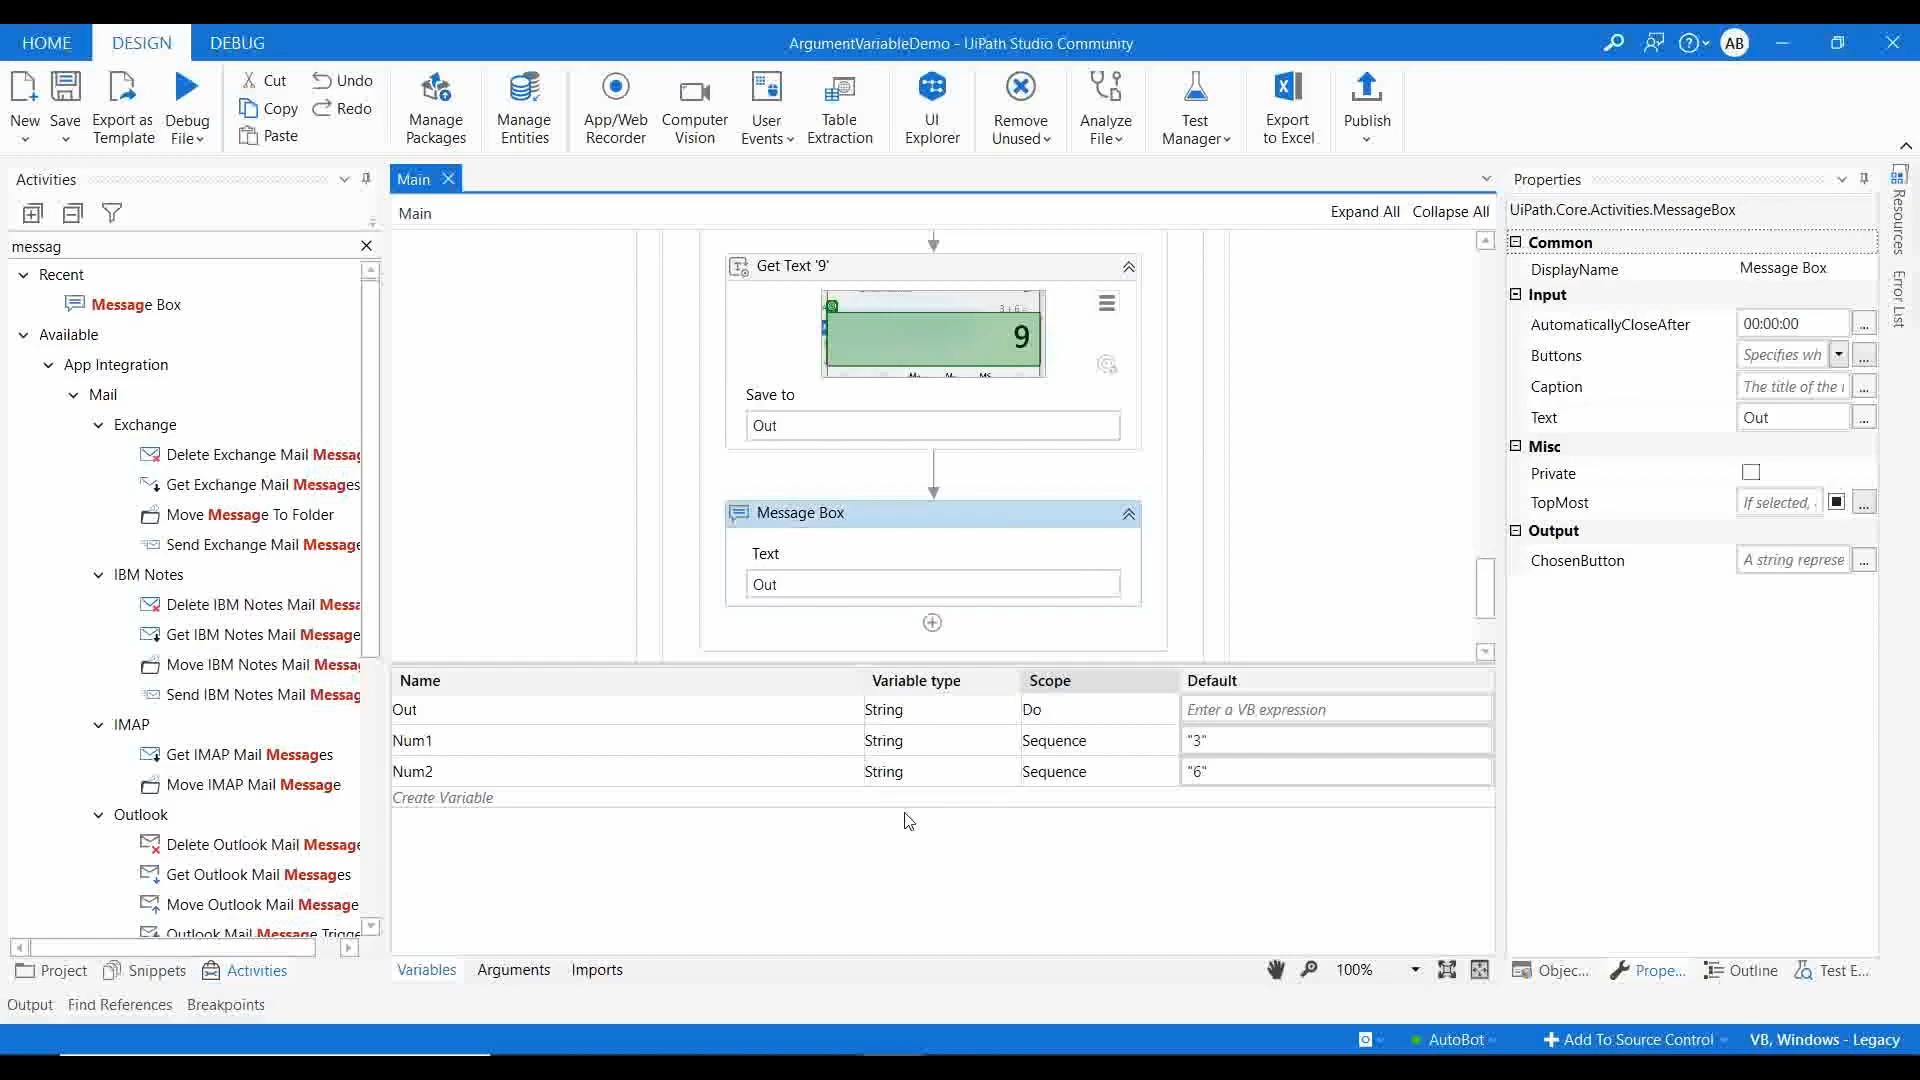 HOME
DESIGN
DEBUG
ArgumentVariableDemo - UiPath Studio Community
AB
New
Save
Export as
Template
Debug
File
Cut
Copy
Paste
Undo
Redo
Manage
Packages
Manage
Entities
App/Web
Recorder
Computer
Vision
User
Events
Table
Extraction
UI
Explorer
Remove
Unused
Analyze
File
Test
Manager
Export
to Excel
Publish
Activities
messag
Recent
Message Box
Available
App Integration
Mail
Exchange
Delete Exchange Mail Messag
Get Exchange Mail Messages
Move Message To Folder
Send Exchange Mail Message
IBM Notes
Delete IBM Notes Mail Messa
Get IBM Notes Mail Message
Move IBM Notes Mail Messa
Send IBM Notes Mail Messag
IMAP
Get IMAP Mail Messages
Move IMAP Mail Message
Outlook
Delete Outlook Mail Message
Get Outlook Mail Messages
Move Outlook Mail Message
Outlook Mail Message Trigge
Project
Snippets
Activities
Main
Main
Expand All
Collapse All
Get Text '9'
9
Save to
Out
Message Box
Text
Out
Name
Variable type
Scope
Default
Out
String
Do
Enter a VB expression
Num1
String
Sequence
"3"
Num2
String
Sequence
"6"
Create Variable
Variables
Arguments
Imports
100%
Properties
UiPath.Core.Activities.MessageBox
Common
DisplayName
Message Box
Input
AutomaticallyCloseAfter
00:00:00
...
Buttons
Specifies wh
...
Caption
The title of the
...
Text
Out
...
Misc
Private
TopMost
If selected,
...
Output
ChosenButton
A string represe
...
Objec...
Prope...
Outline
Test E...
Resources
Error List
Output
Find References
Breakpoints
AutoBot
Add To Source Control
VB, Windows - Legacy